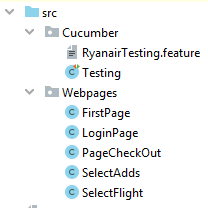 src
Cucumber
RyanairTesting.feature
Testing
Webpages
FirstPage
LoginPage
PageCheckOut
SelectAdds
SelectFlight